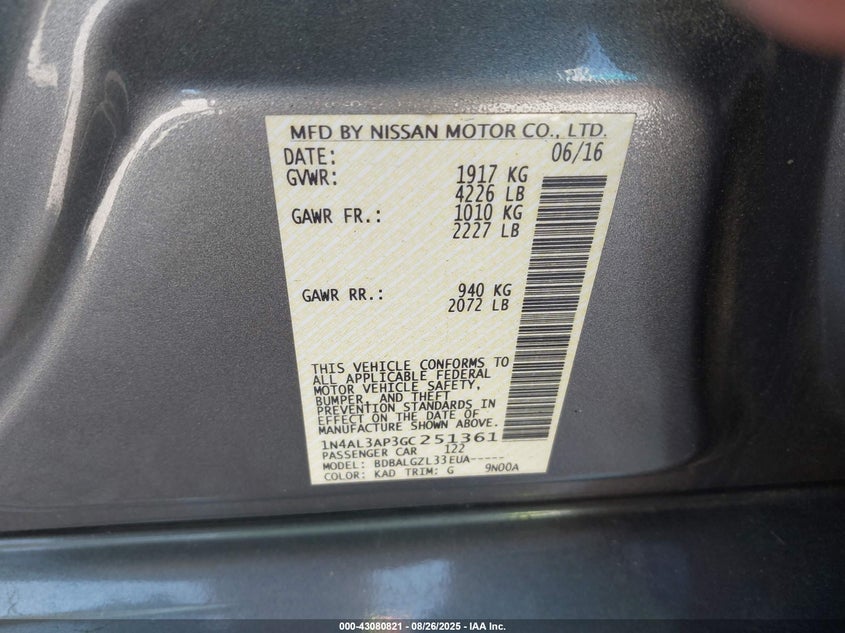 MFD BY NISSAN MOTOR CO., LTD.
DATE: 06/16
GVWR: 1917 KG
4226 LB
GAWR FR.: 1010 KG
2227 LB
GAWR RR.: 940 KG
2072 LB
THIS VEHICLE CONFORMS TO
ALL APPLICABLE FEDERAL
MOTOR VEHICLE SAFETY,
BUMPER, AND THEFT
PREVENTION STANDARDS IN
EFFECT ON THE DATE OF
MANUFACTURE SHOWN ABOVE.
1N4AL3AP3GC251361
PASSENGER CAR 122
MODEL: BDBALGZL33EUA-----
COLOR: KAD TRIM: G 9N00A
000-43080821 - 08/26/2025 - IAA Inc.